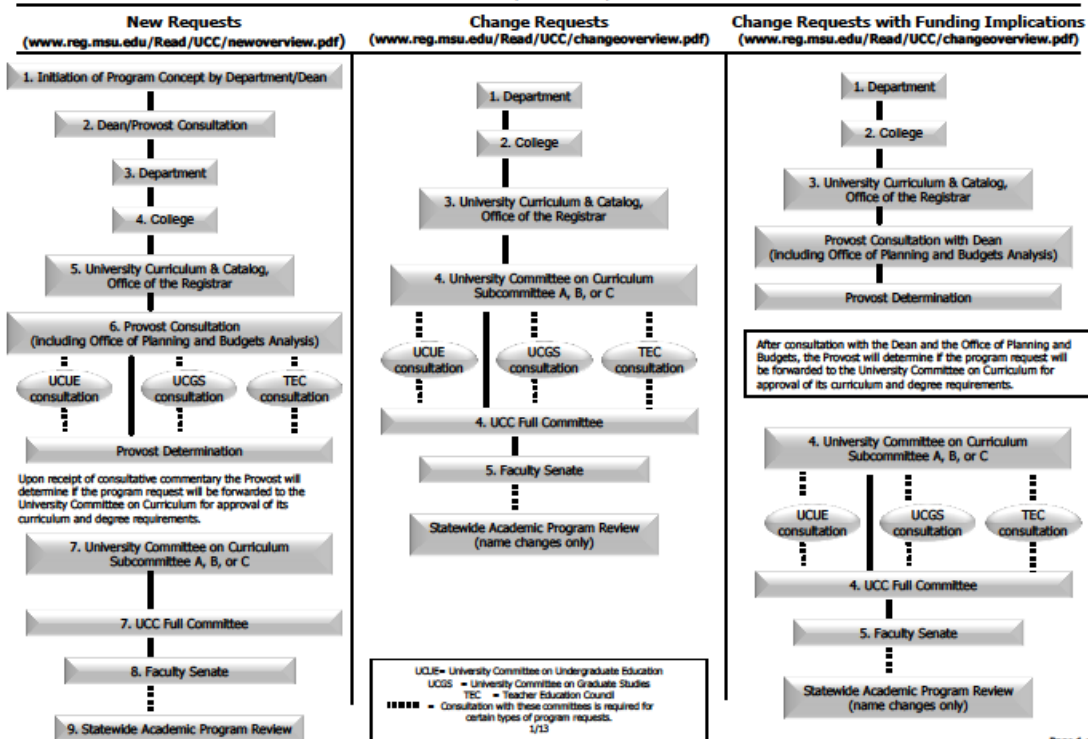 New Requests
(www.reg.msu.edu/Read/UCC/newoverview.pdf)
1. Initiation of Program Concept by Department/Dean
2. Dean/Provost Consultation
3. Department
4. College
5. University Curriculum & Catalog,
Office of the Registrar
6. Provost Consultation
(including Office of Planning and Budgets Analysis)
UCUE
consultation
UCGS
consultation
TEC
consultation
Provost Determination
Upon receipt of consultative commentary the Provost will
determine if the program request will be forwarded to the
University Committee on Curriculum for approval of its
curriculum and degree requirements.
7. University Committee on Curriculum
Subcommittee A, B, or C
7. UCC Full Committee
8. Faculty Senate
9. Statewide Academic Program Review
Change Requests
(www.reg.msu.edu/Read/UCC/changeoverview.pdf)
1. Department
2. College
3. University Curriculum & Catalog,
Office of the Registrar
4. University Committee on Curriculum
Subcommittee A, B, or C
UCUE
consultation
UCGS
consultation
TEC
consultation
4. UCC Full Committee
5. Faculty Senate
Statewide Academic Program Review
(name changes only)
UCUE= University Committee on Undergraduate Education
UCGS = University Committee on Graduate Studies
TEC = Teacher Education Council
= Consultation with these committees is required for
certain types of program requests.
1/13
Change Requests with Funding Implications
(www.reg.msu.edu/Read/UCC/changeoverview.pdf)
1. Department
2. College
3. University Curriculum & Catalog,
Office of the Registrar
Provost Consultation with Dean
(including Office of Planning and Budgets Analysis)
Provost Determination
After consultation with the Dean and the Office of Planning and
Budgets, the Provost will determine if the program request will
be forwarded to the University Committee on Curriculum for
approval of its curriculum and degree requirements.
4. University Committee on Curriculum
Subcommittee A, B, or C
UCUE
consultation
UCGS
consultation
TEC
consultation
4. UCC Full Committee
5. Faculty Senate
Statewide Academic Program Review
(name changes only)